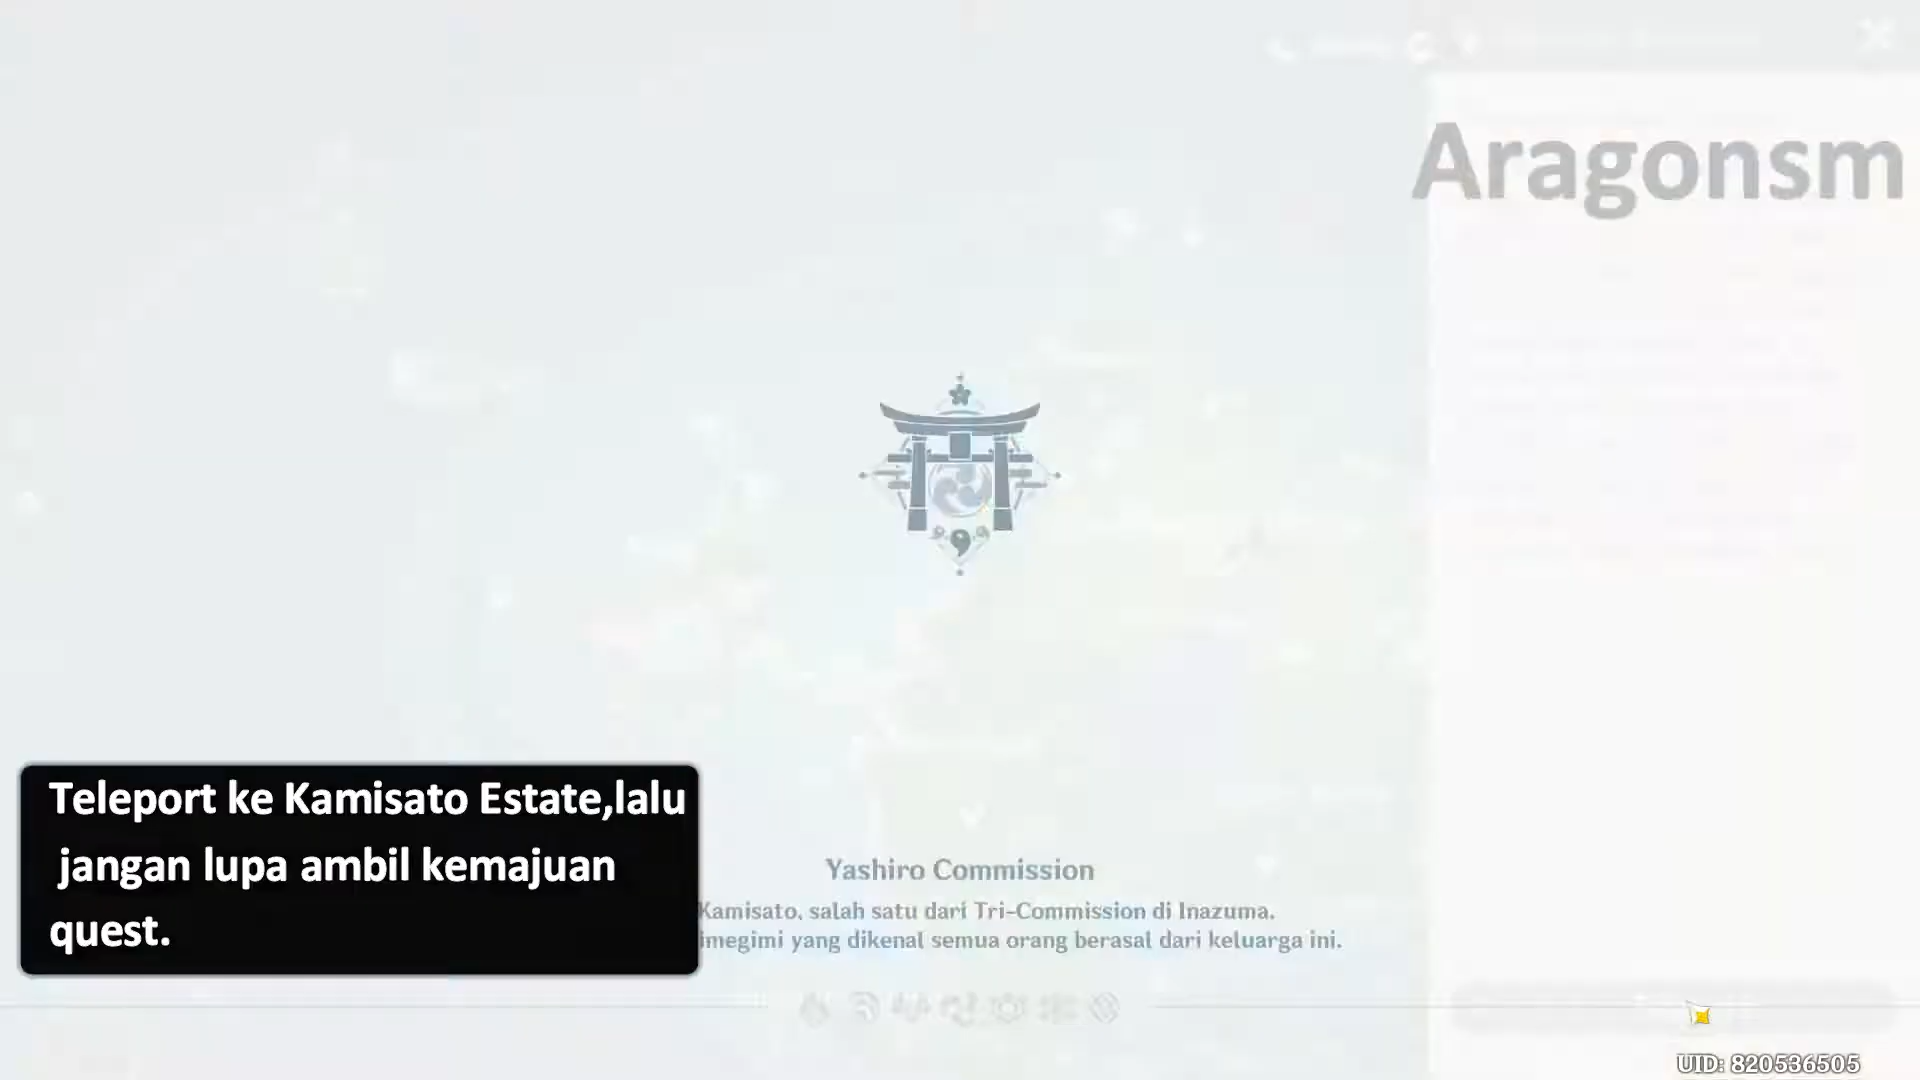 Aragonsm
Teleport ke Kamisato Estate,lalu
jangan lupa ambil kemajuan
quest.
Yashiro Commission
Kamisato, salah satu dari Tri-Commission di Inazuma.
yang dikenal semua orang berasal dari keluarga ini.
UID: 820536505